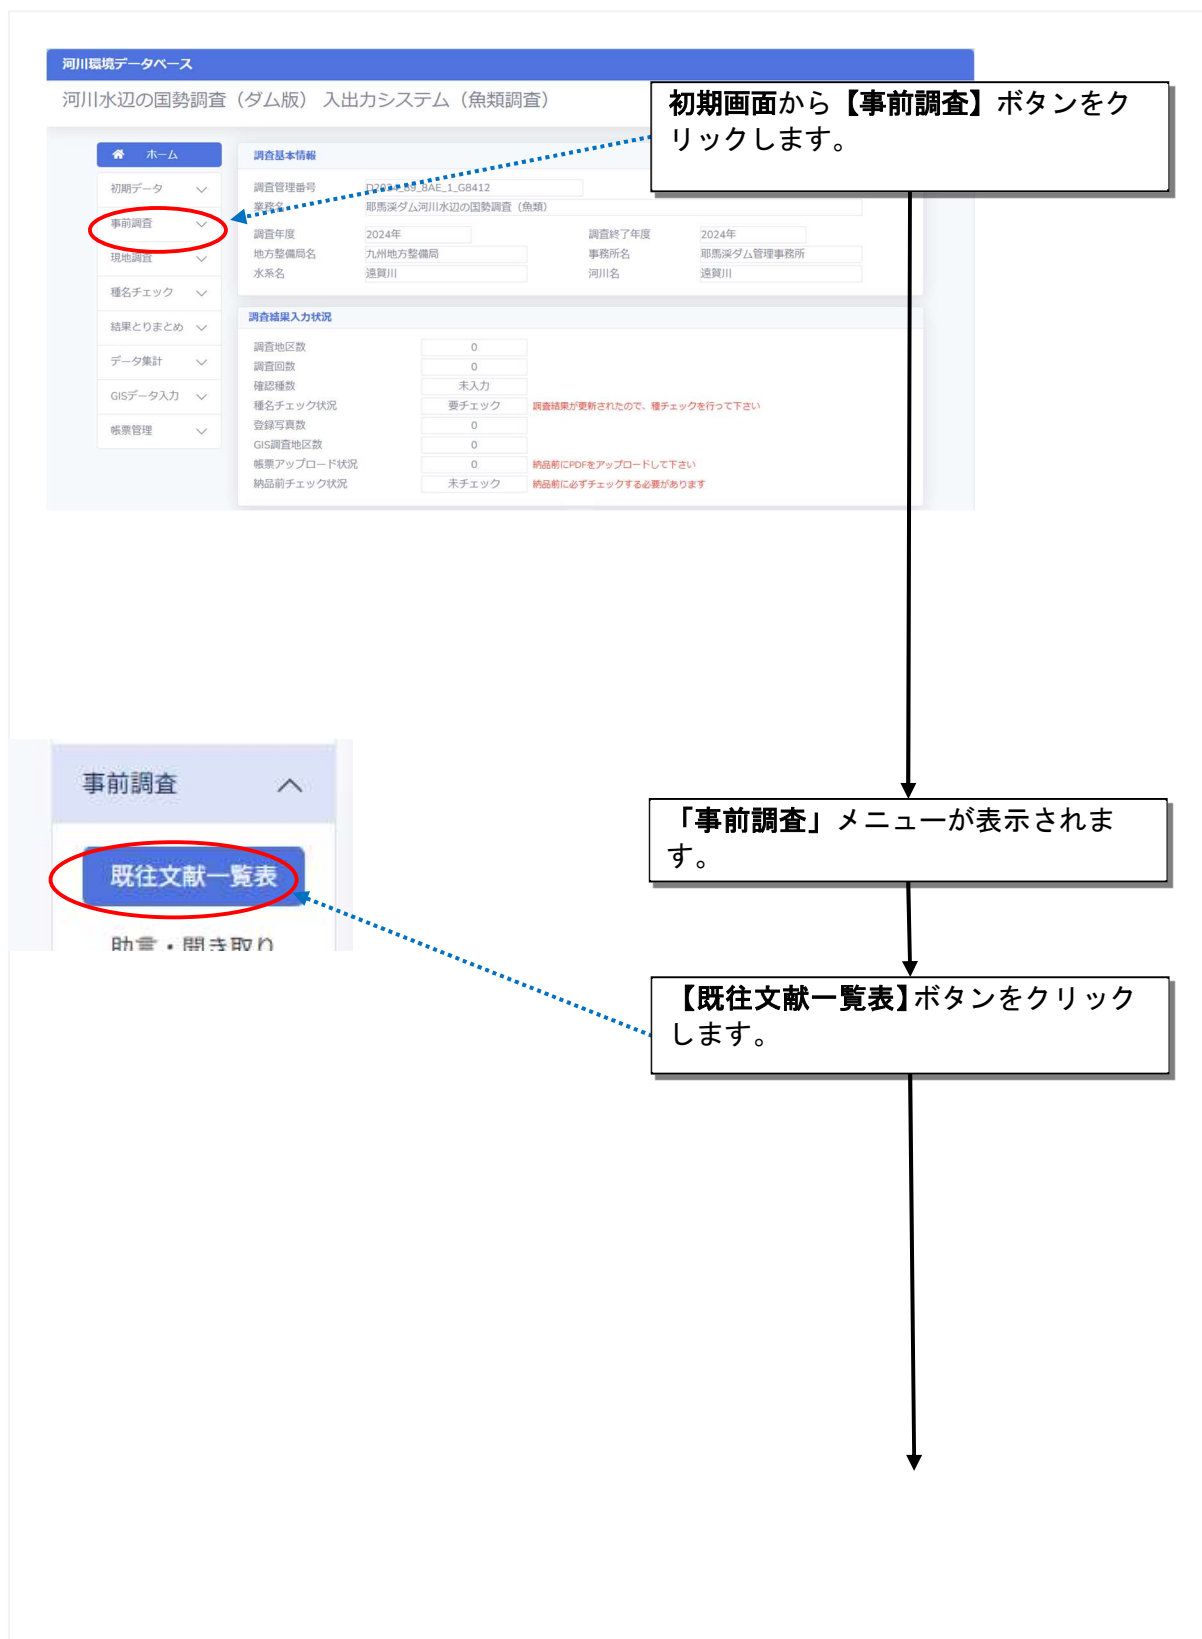 河川環境データベース
河川水辺の国勢調査（ダム版） 入出力システム（魚類調査）
初期画面から【事前調査】ボタンをク
リックします。
ホーム
初期データ
事前調査
現地調査
種名チェック
結果とりまとめ
データ集計
GISデータ入力
帳票管理
調査基本情報
調査管理番号
業務名 耶馬渓ダム河川水辺の国勢調査（魚類）
調査年度 2024年 調査終了年度 2024年
地方整備局名 九州地方整備局 事務所名 耶馬渓ダム管理事務所
水系名 遠賀川 河川名 遠賀川
調査結果入力状況
調査地区数 0
調査回数 0
確認種数 未入力
種名チェック状況 要チェック 調査結果が更新されたので、種チェックを行って下さい
登録写真数 0
GIS調査地区数 0
帳票アップロード状況 0 納品前にPDFをアップロードして下さい
納品前チェック状況 未チェック 納品前に必ずチェックする必要があります
事前調査
既往文献一覧表
助言・聞き取り
「事前調査」メニューが表示されま
す。
【既往文献一覧表】ボタンをクリック
します。